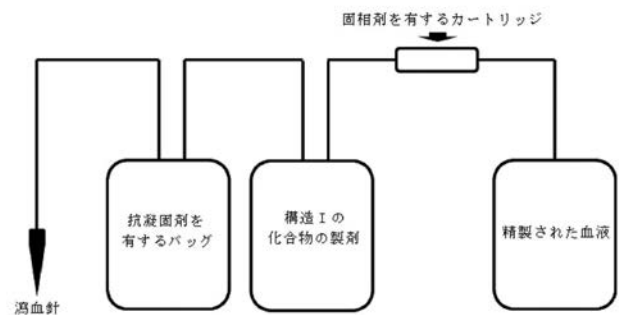 固相剤を有するカートリッジ
抗凝固剤を
有するバッグ
構造Iの
化合物の製剤
精製された血液
瀉血針